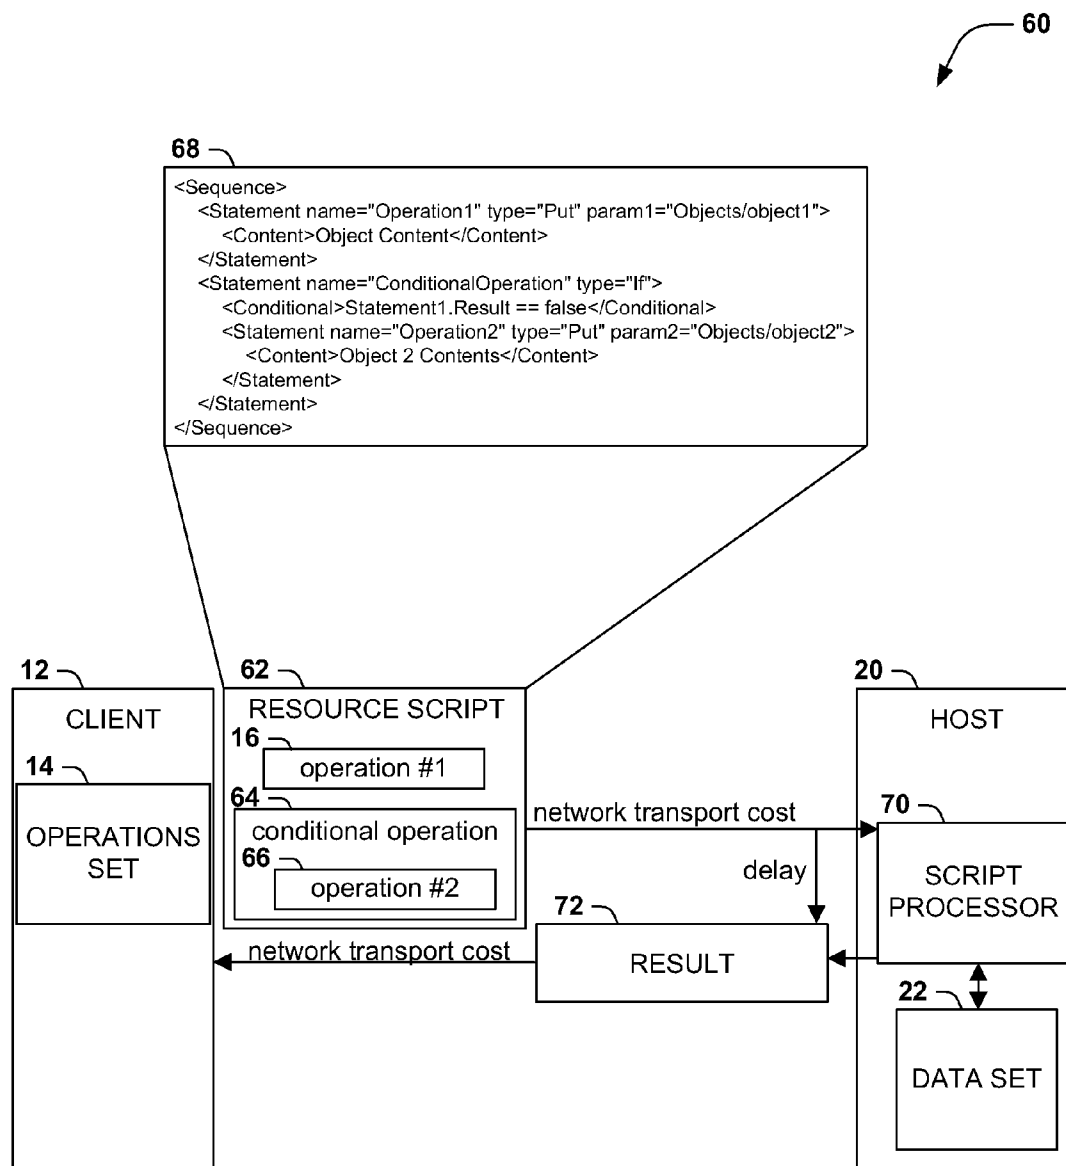 60
68
<Sequence>
<Statement name="Operation1" type="Put" param1="Objects/object1">
<Content>Object Content</Content>
</Statement>
<Statement name="ConditionalOperation" type="If">
<Conditional>Statement1.Result == false</Conditional>
<Statement name="Operation2" type="Put" param2="Objects/object2">
<Content>Object 2 Contents</Content>
</Statement>
</Statement>
</Sequence>
12
CLIENT
14
OPERATIONS
SET
62
RESOURCE SCRIPT
16
operation #1
64
conditional operation
66
operation #2
network transport cost
delay
20
HOST
70
SCRIPT
PROCESSOR
72
RESULT
network transport cost
22
DATA SET